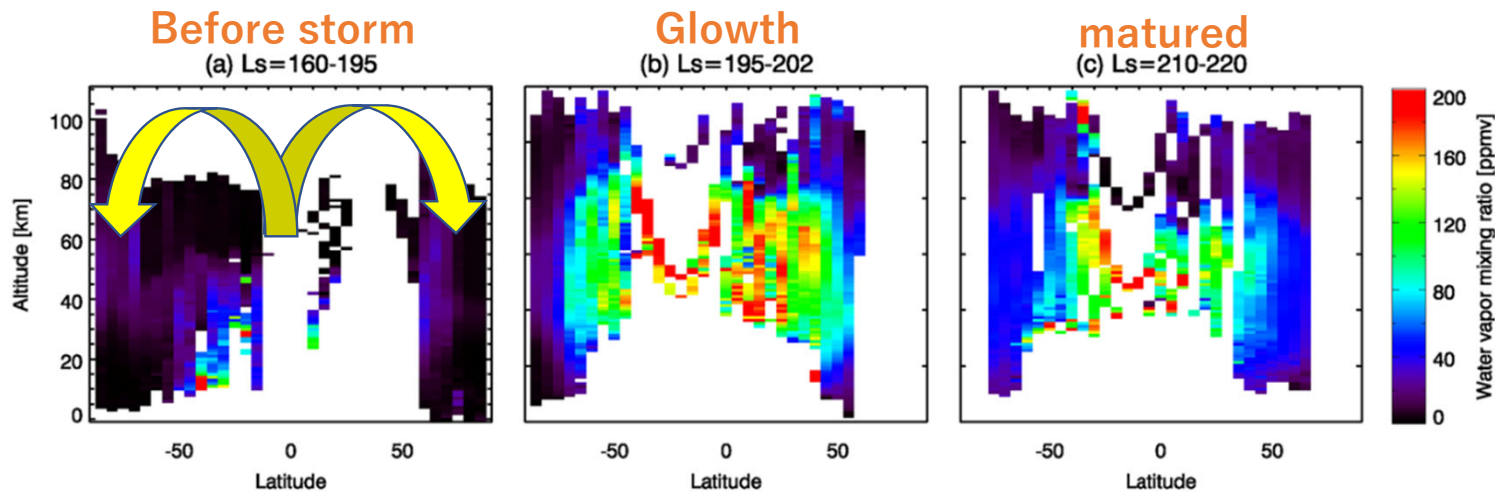 Before storm
Glowth
matured
(a) Ls=160-195
(b) Ls=195-202
(c) Ls=210-220
Altitude [km]
100
80
60
40
20
0
-50 0 50
-50 0 50
-50 0 50
Latitude
Latitude
Latitude
200
160
120
80
40
0
Water vapor mixing ratio [ppmv]